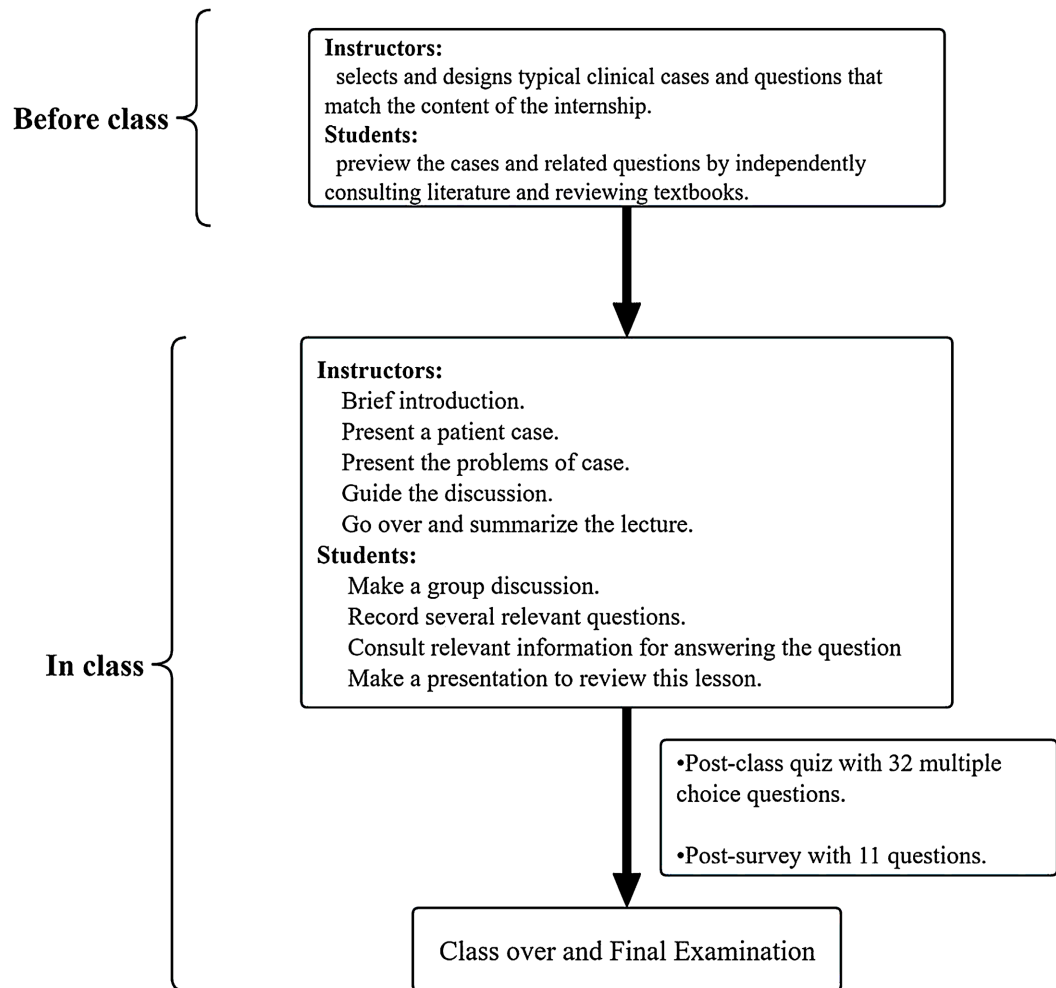 Before class
Instructors:
selects and designs typical clinical cases and questions that
match the content of the internship.
Students:
preview the cases and related questions by independently
consulting literature and reviewing textbooks.
In class
Instructors:
Brief introduction.
Present a patient case.
Present the problems of case.
Guide the discussion.
Go over and summarize the lecture.
Students:
Make a group discussion.
Record several relevant questions.
Consult relevant information for answering the question
Make a presentation to review this lesson.
•Post-class quiz with 32 multiple
choice questions.
•Post-survey with 11 questions.
Class over and Final Examination